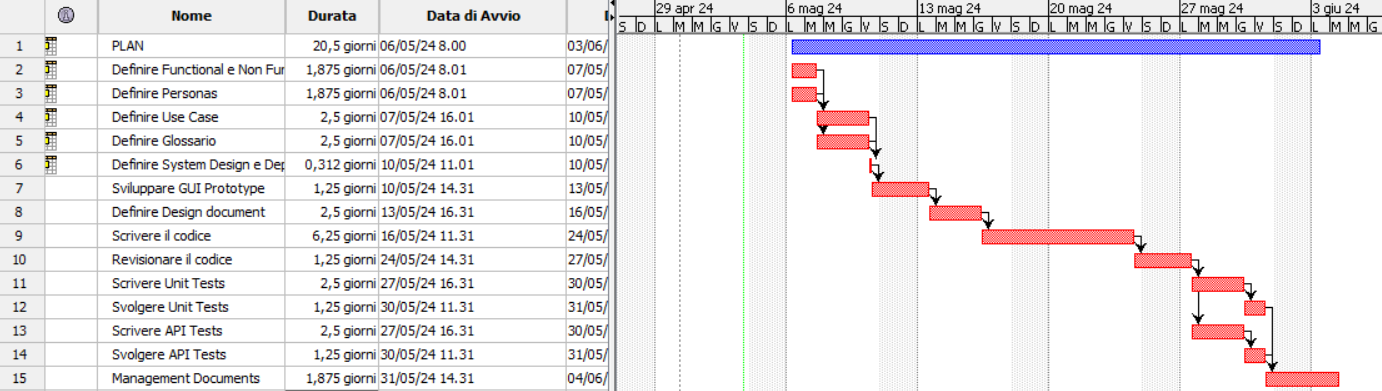 Nome Durata Data di Avvio
29 apr 24 6 mag 24 13 mag 24 20 mag 24 27 mag 24 3 giu 24
S D L M M G V S D L M M G V S D L M M G V S D L M M G V S D L M M G V S D L M M G
1 PLAN 20,5 giorni 06/05/24 8.00 03/06/
2 Definire Functional e Non Fur 1,875 giorni 06/05/24 8.01 07/05/
3 Definire Personas 1,875 giorni 06/05/24 8.01 07/05/
4 Definire Use Case 2,5 giorni 07/05/24 16.01 10/05/
5 Definire Glossario 2,5 giorni 07/05/24 16.01 10/05/
6 Definire System Design e Dep 0,312 giorni 10/05/24 11.01 10/05/
7 Sviluppare GUI Prototype 1,25 giorni 10/05/24 14.31 13/05/
8 Definire Design document 2,5 giorni 13/05/24 16.31 16/05/
9 Scrivere il codice 6,25 giorni 16/05/24 11.31 24/05/
10 Revisionare il codice 1,25 giorni 24/05/24 14.31 27/05/
11 Scrivere Unit Tests 2,5 giorni 27/05/24 16.31 30/05/
12 Svolgere Unit Tests 1,25 giorni 30/05/24 11.31 31/05/
13 Scrivere API Tests 2,5 giorni 27/05/24 16.31 30/05/
14 Svolgere API Tests 1,25 giorni 30/05/24 11.31 31/05/
15 Management Documents 1,875 giorni 31/05/24 14.31 04/06/